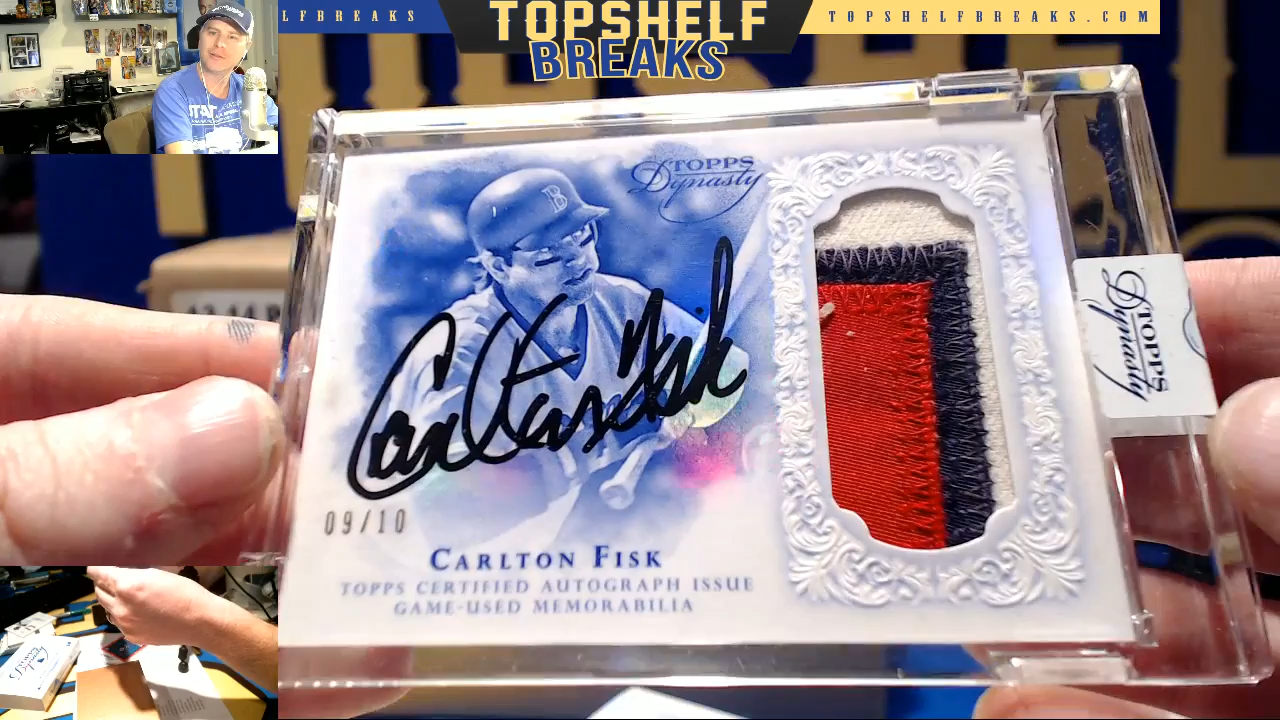 LFBREAKS
TOPSHELF
BREAKS
TOPSHELFBREAKS.COM
TOPPS
Dynasty
B
Carlton Fisk
09/10
CARLTON FISK
TOPPS CERTIFIED AUTOGRAPH ISSUE
GAME-USED MEMORABILIA
TOPPS
Dynasty